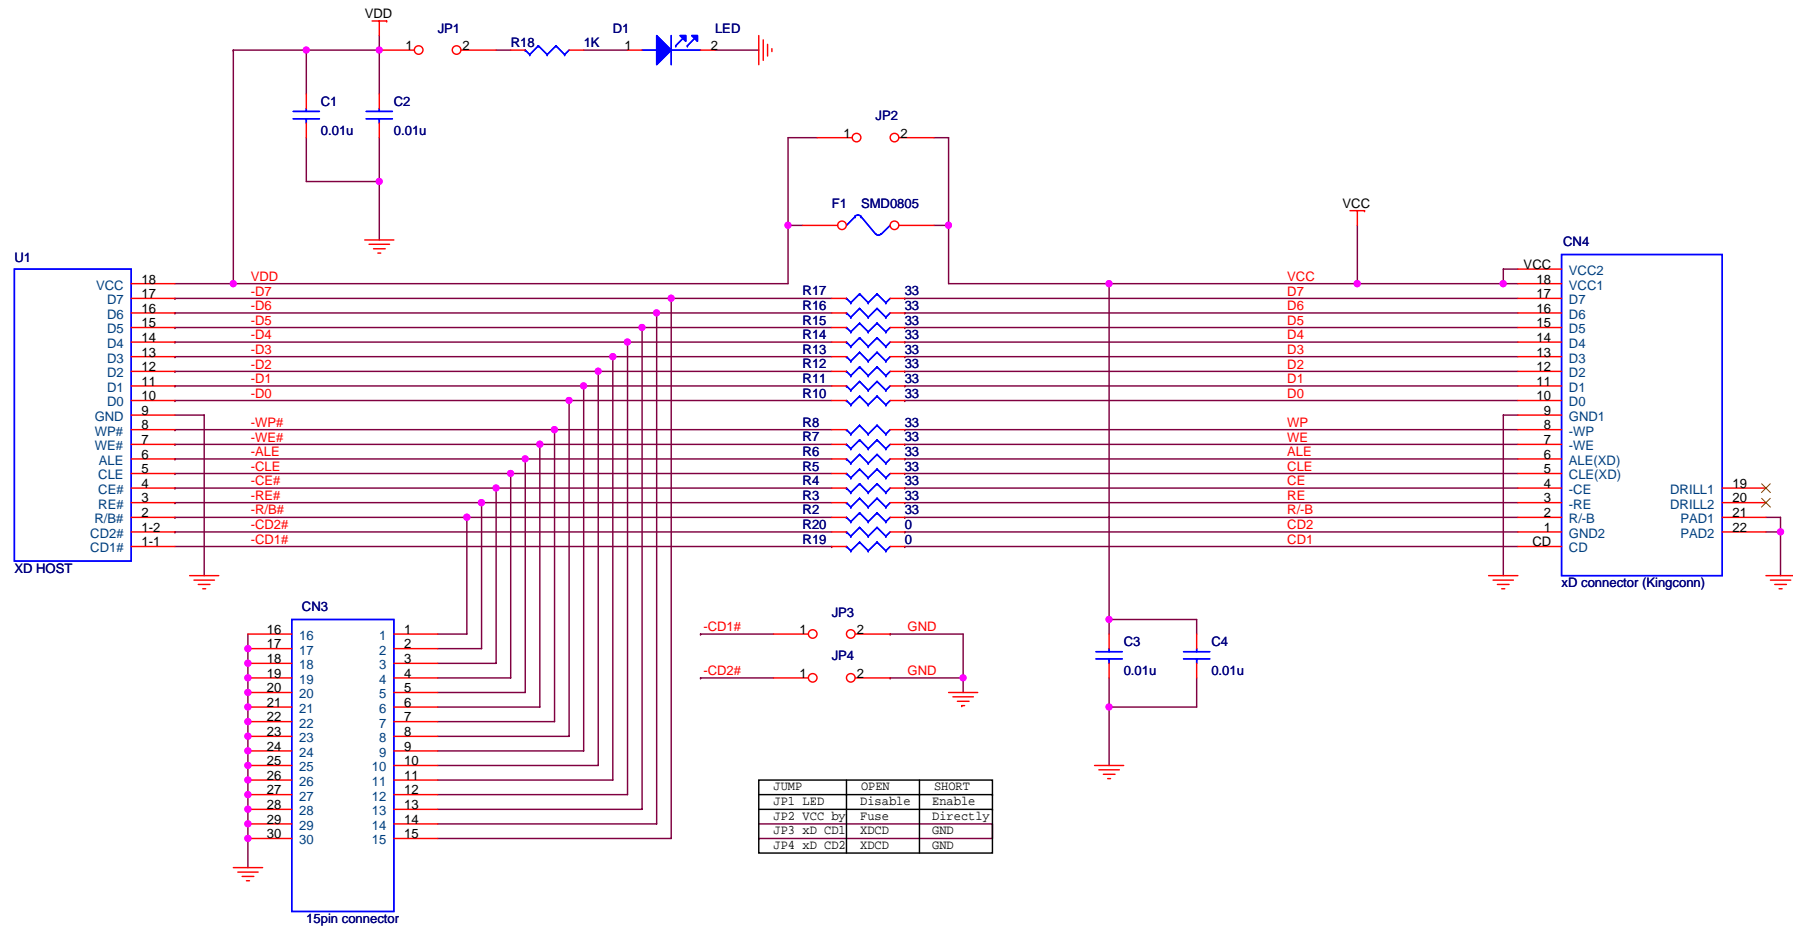 VDD
JP1
1
2
R18
1K
D1
1
LED
2
C1
0.01u
C2
0.01u
JP2
1
2
F1 SMD0805
VCC
U1
VCC 18 VDD
D7 17 -D7
D6 16 -D6
D5 15 -D5
D4 14 -D4
D3 13 -D3
D2 12 -D2
D1 11 -D1
D0 10 -D0
GND 9
WP# 8 -WP#
WE# 7 -WE#
ALE 6 -ALE
CLE 5 -CLE
CE# 4 -CE#
RE# 3 -RE#
R/B# 2 -R/B#
CD2# 1-2 -CD2#
CD1# 1-1 -CD1#
XD HOST
R17 33
R16 33
R15 33
R14 33
R13 33
R12 33
R11 33
R10 33
R8 33
R7 33
R6 33
R5 33
R4 33
R3 33
R2 33
R20 0
R19 0
VCC
D7
D6
D5
D4
D3
D2
D1
D0
WP
WE
ALE
CLE
CE
RE
R/-B
CD2
CD1
CN4
VCC VCC2
18 VCC1
17 D7
16 D6
15 D5
14 D4
13 D3
12 D2
11 D1
10 D0
9 GND1
8 -WP
7 -WE
6 ALE(XD)
5 CLE(XD)
4 -CE
3 -RE
2 R/-B
1 GND2
CD CD
DRILL1 19
DRILL2 20
PAD1 21
PAD2 22
xD connector (Kingconn)
CN3
16 16 1 1
17 17 2 2
18 18 3 3
19 19 4 4
20 20 5 5
21 21 6 6
22 22 7 7
23 23 8 8
24 24 9 9
25 25 10 10
26 26 11 11
27 27 12 12
28 28 13 13
29 29 14 14
30 30 15 15
15pin connector
JP3
-CD1# 1 2 GND
JP4
-CD2# 1 2 GND
C3
0.01u
C4
0.01u
JUMP OPEN SHORT
JP1 LED Disable Enable
JP2 VCC by Fuse Directly
JP3 xD CD1 XDCD GND
JP4 xD CD2 XDCD GND